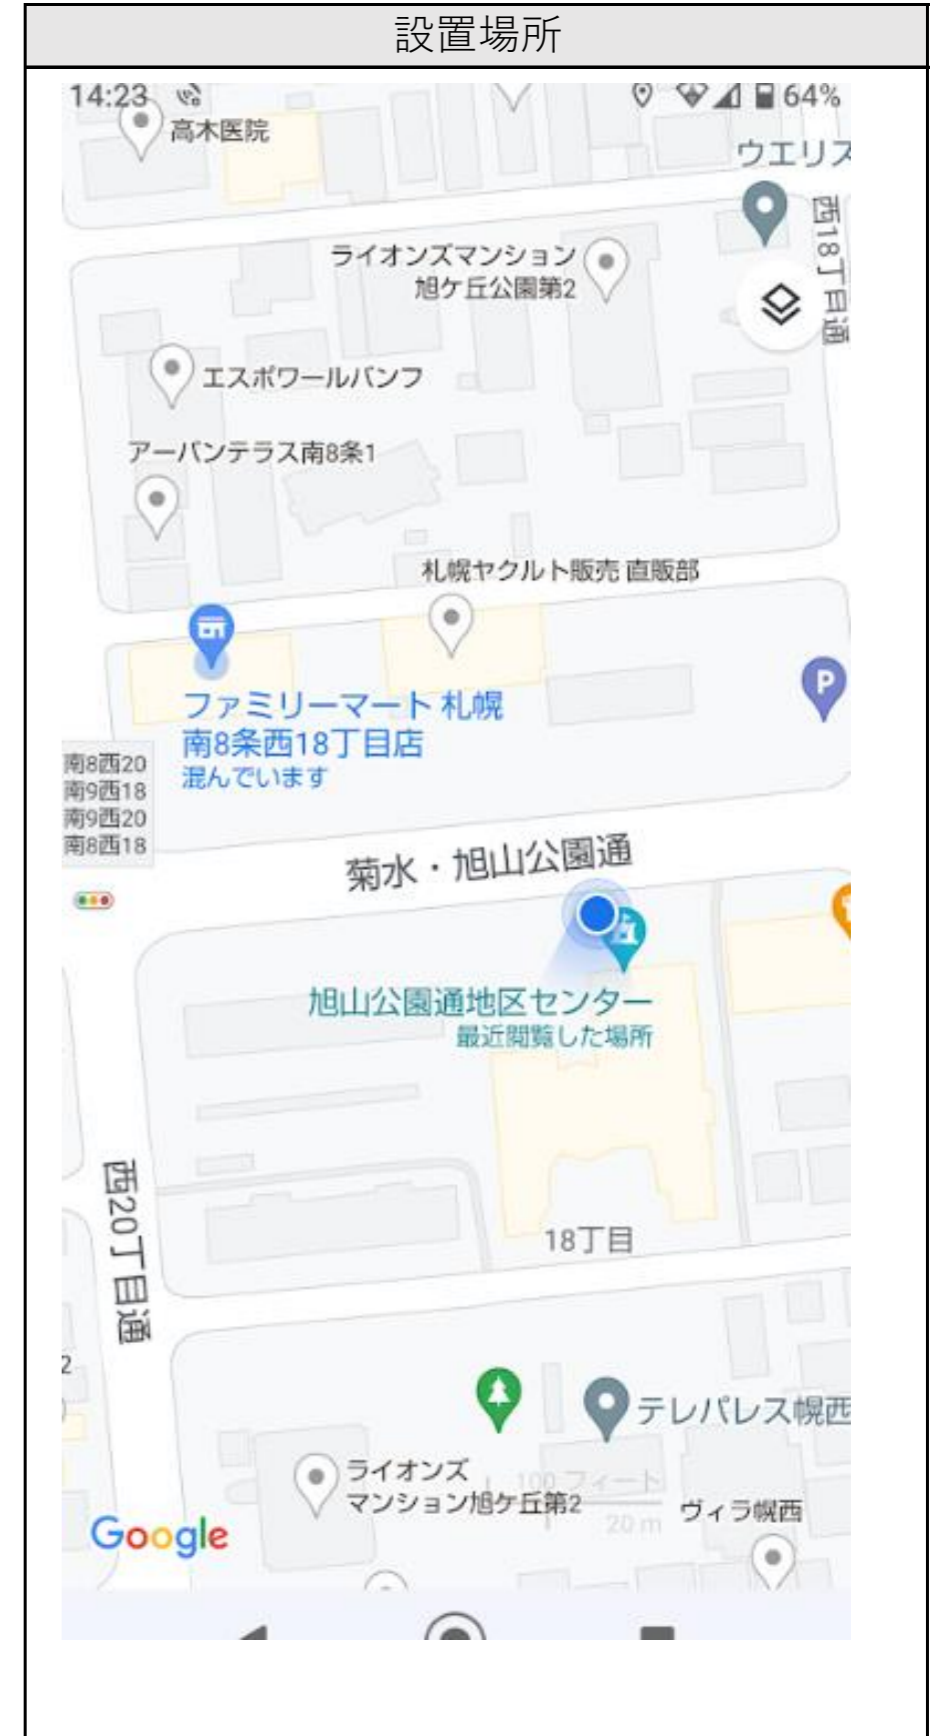 設置場所
14:23
64%
高木医院
ウエリス
西18丁目通
ライオンズマンション
旭ケ丘公園第2
エスポワールバンフ
アーバンテラス南8条1
札幌ヤクルト販売 直販部
P
ファミリーマート 札幌
南8条西18丁目店
混んでいます
南8西20
南9西18
南9西20
南8西18
菊水・旭山公園通
旭山公園通地区センター
最近閲覧した場所
西20丁目通
18丁目
2
テレパレス幌西
ライオンズ
マンション旭ケ丘第2
100 フィート
20 m
ヴィラ幌西
Google